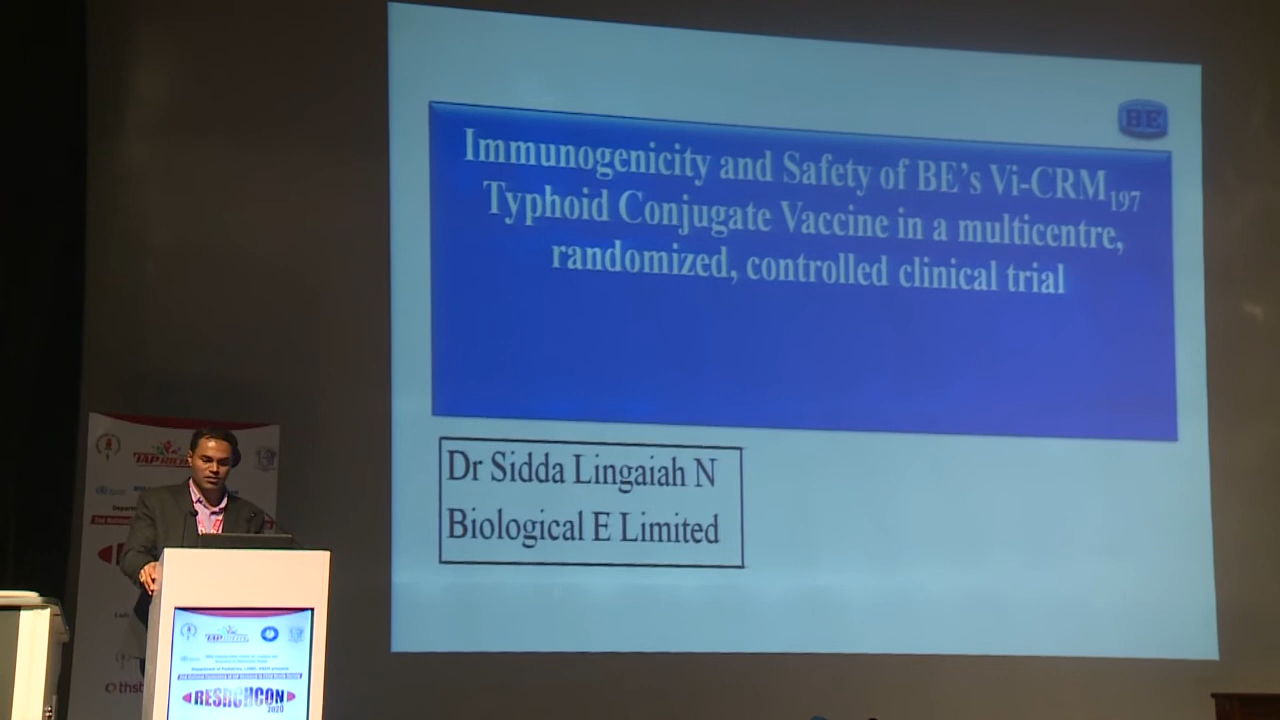 BE
Immunogenicity and Safety of BE's Vi-CRM197
Typhoid Conjugate Vaccine in a multicentre,
randomized, controlled clinical trial
Dr Sidda Lingaiah N
Biological E Limited
RESRCHCON
2020